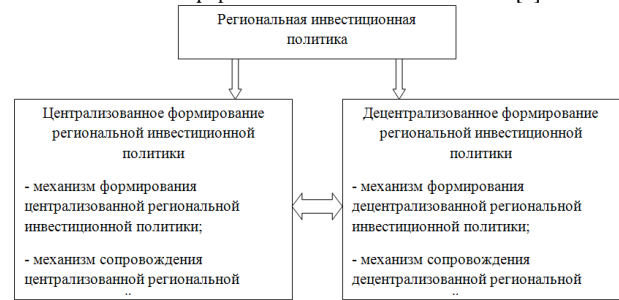 Региональная инвестиционная
политика
Централизованное формирование
региональной инвестиционной
политики
- механизм формирования
централизованной региональной
инвестиционной политики;
- механизм сопровождения
централизованной региональной
Децентрализованное формирование
региональной инвестиционной
политики
- механизм формирования
децентрализованной региональной
инвестиционной политики;
- механизм сопровождения
децентрализованной региональной